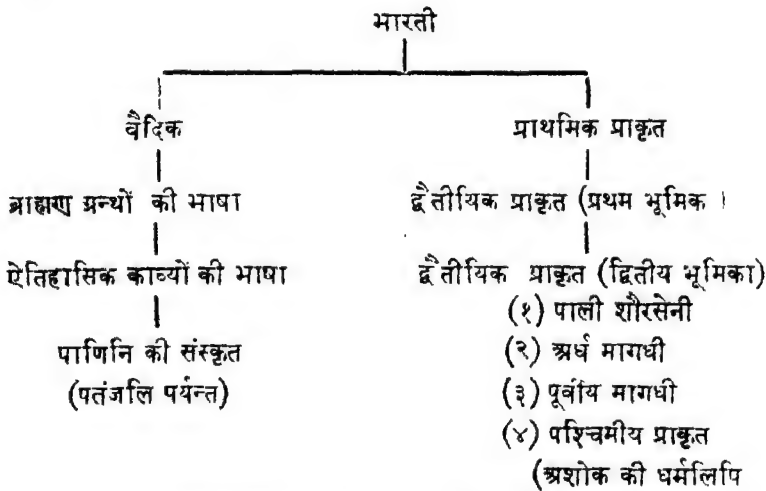 भारती
वैदिक
प्राथमिक प्राकृत
ब्राह्मण ग्रन्थों की भाषा
द्वैतीयिक प्राकृत (प्रथम भूमिक ।
ऐतिहासिक काव्यों की भाषा
द्वैतीयिक प्राकृत (द्वितीय भूमिका)
(१) पाली शौरसेनी
पाणिनि की संस्कृत
(२) अर्ध मागधी
(पतंजलि पर्यन्त)
(३) पूर्वीय मागधी
(४) पश्चिमीय प्राकृत
(अशोक की धर्मलिपि